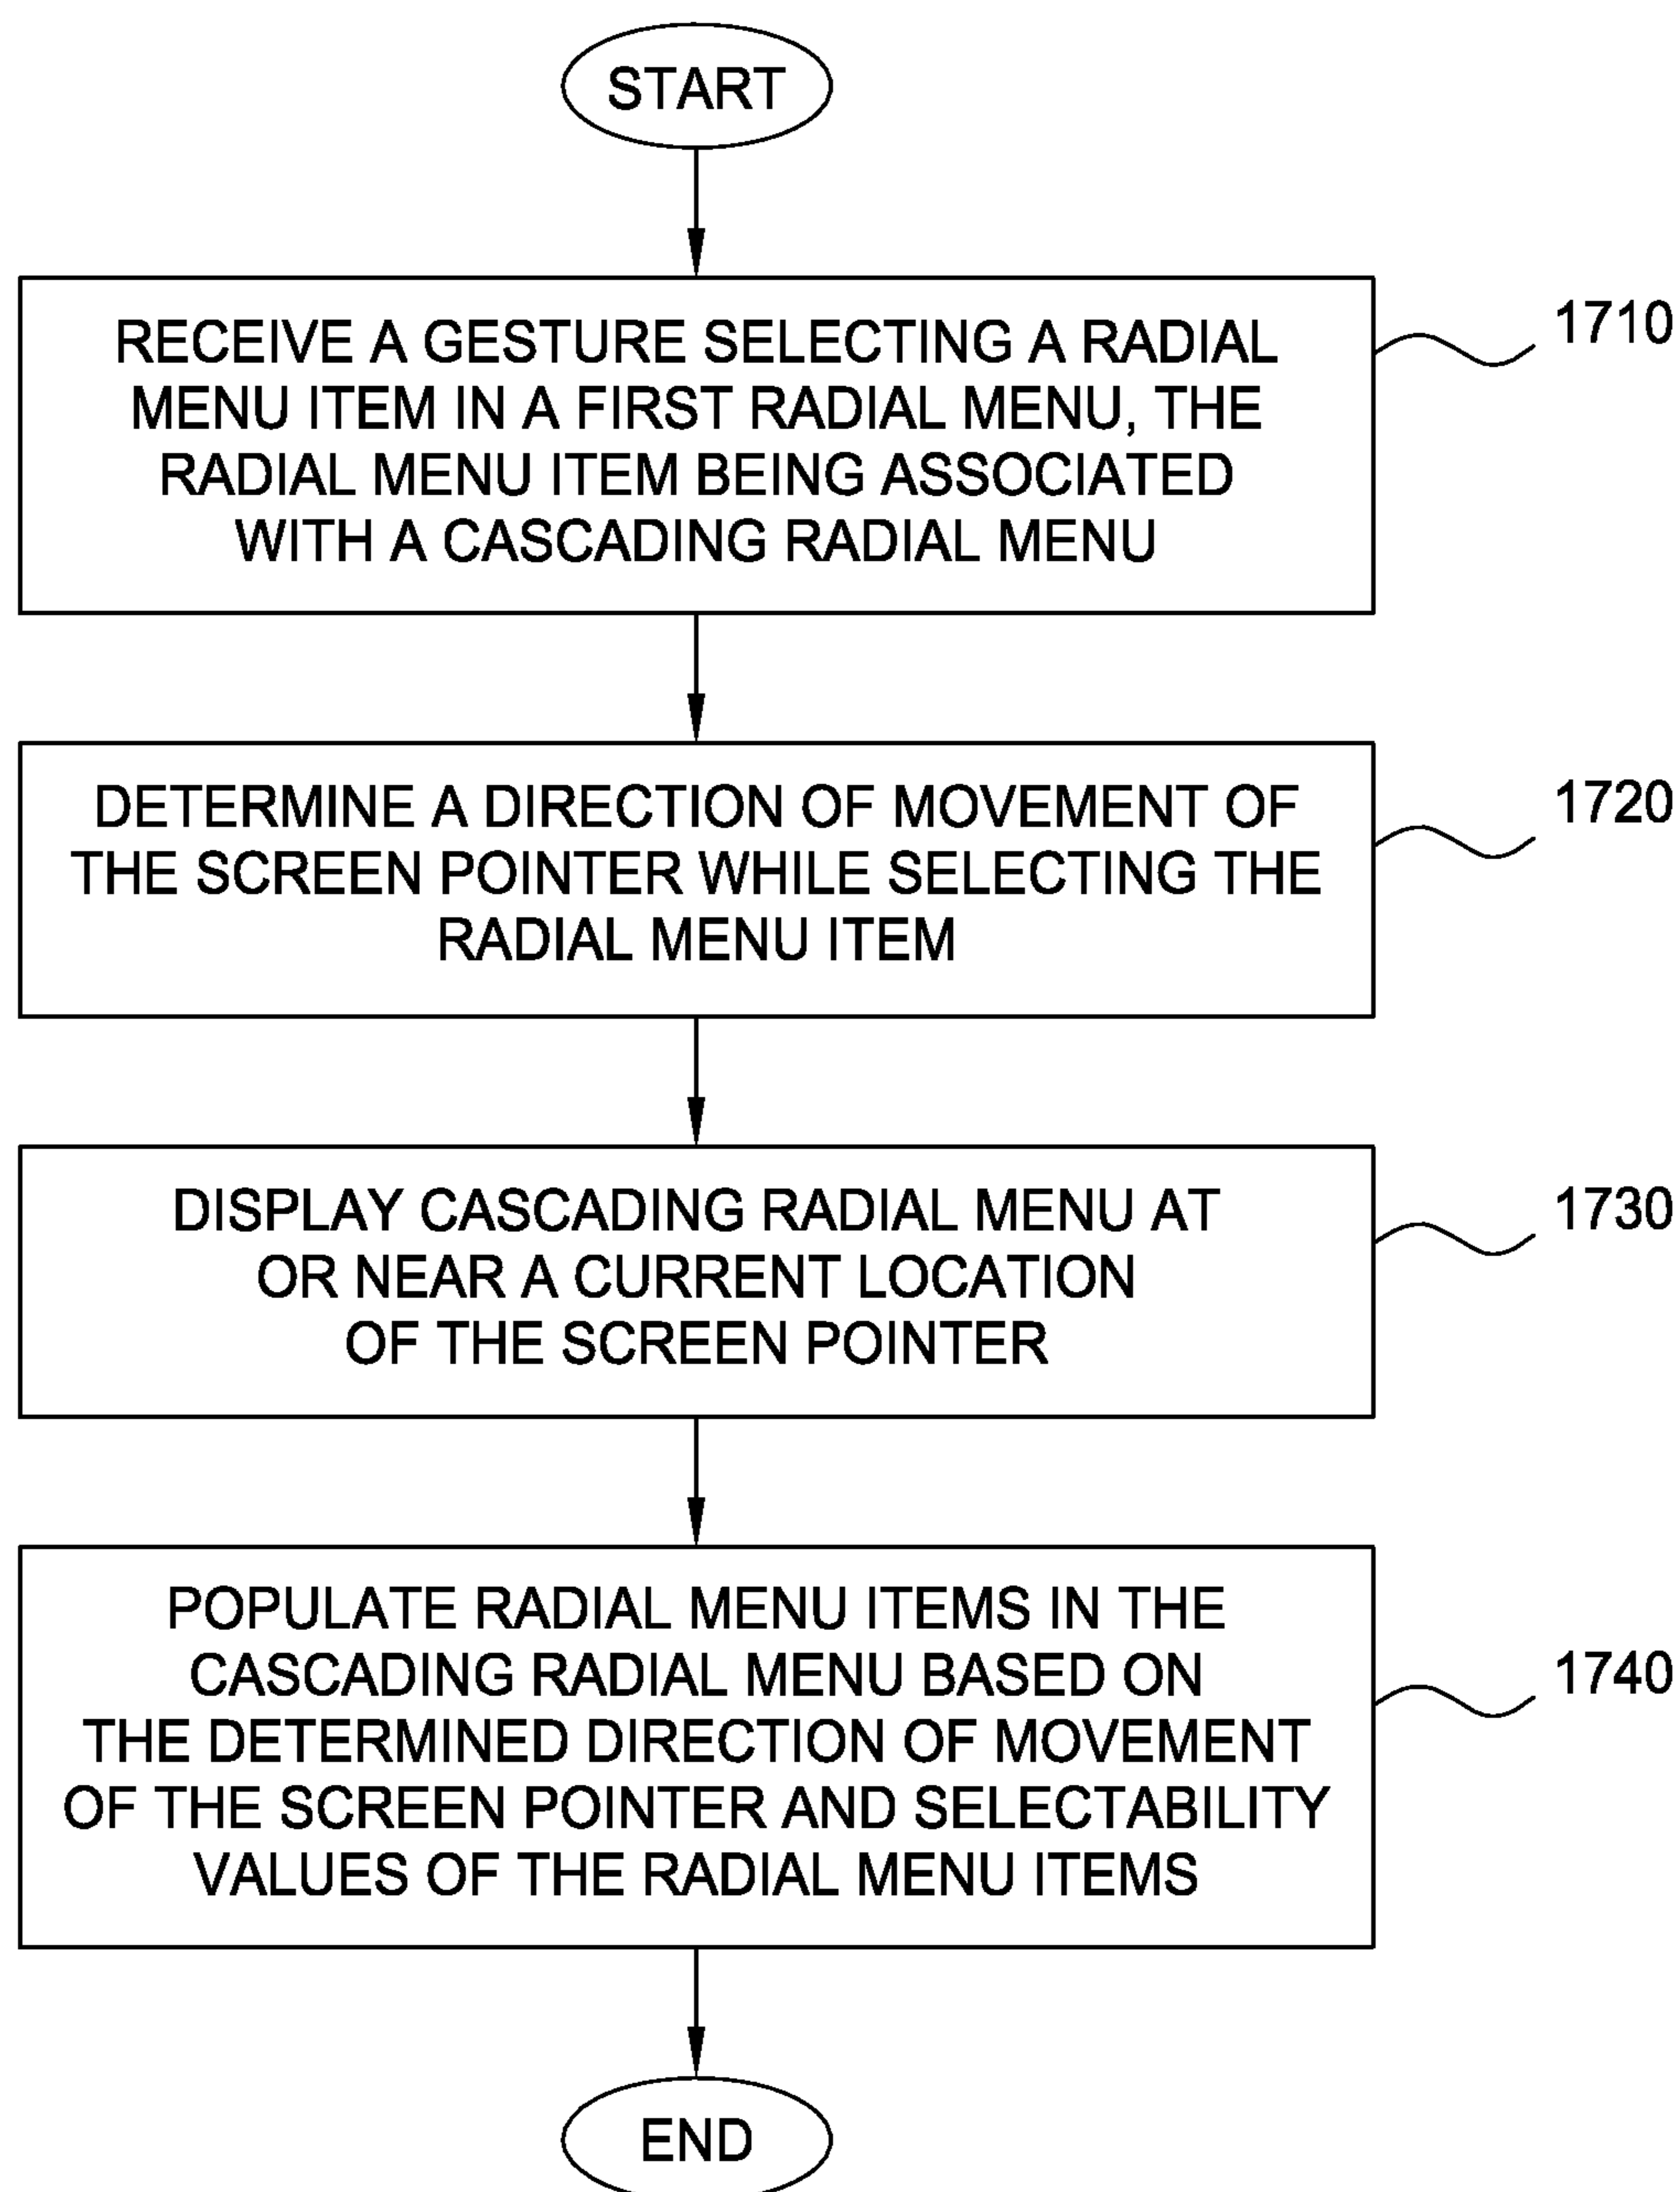 START
RECEIVE A GESTURE SELECTING A RADIAL
MENU ITEM IN A FIRST RADIAL MENU, THE
RADIAL MENU ITEM BEING ASSOCIATED
WITH A CASCADING RADIAL MENU
1710
DETERMINE A DIRECTION OF MOVEMENT OF
THE SCREEN POINTER WHILE SELECTING THE
RADIAL MENU ITEM
1720
DISPLAY CASCADING RADIAL MENU AT
OR NEAR A CURRENT LOCATION
OF THE SCREEN POINTER
1730
POPULATE RADIAL MENU ITEMS IN THE
CASCADING RADIAL MENU BASED ON
THE DETERMINED DIRECTION OF MOVEMENT
OF THE SCREEN POINTER AND SELECTABILITY
VALUES OF THE RADIAL MENU ITEMS
1740
END